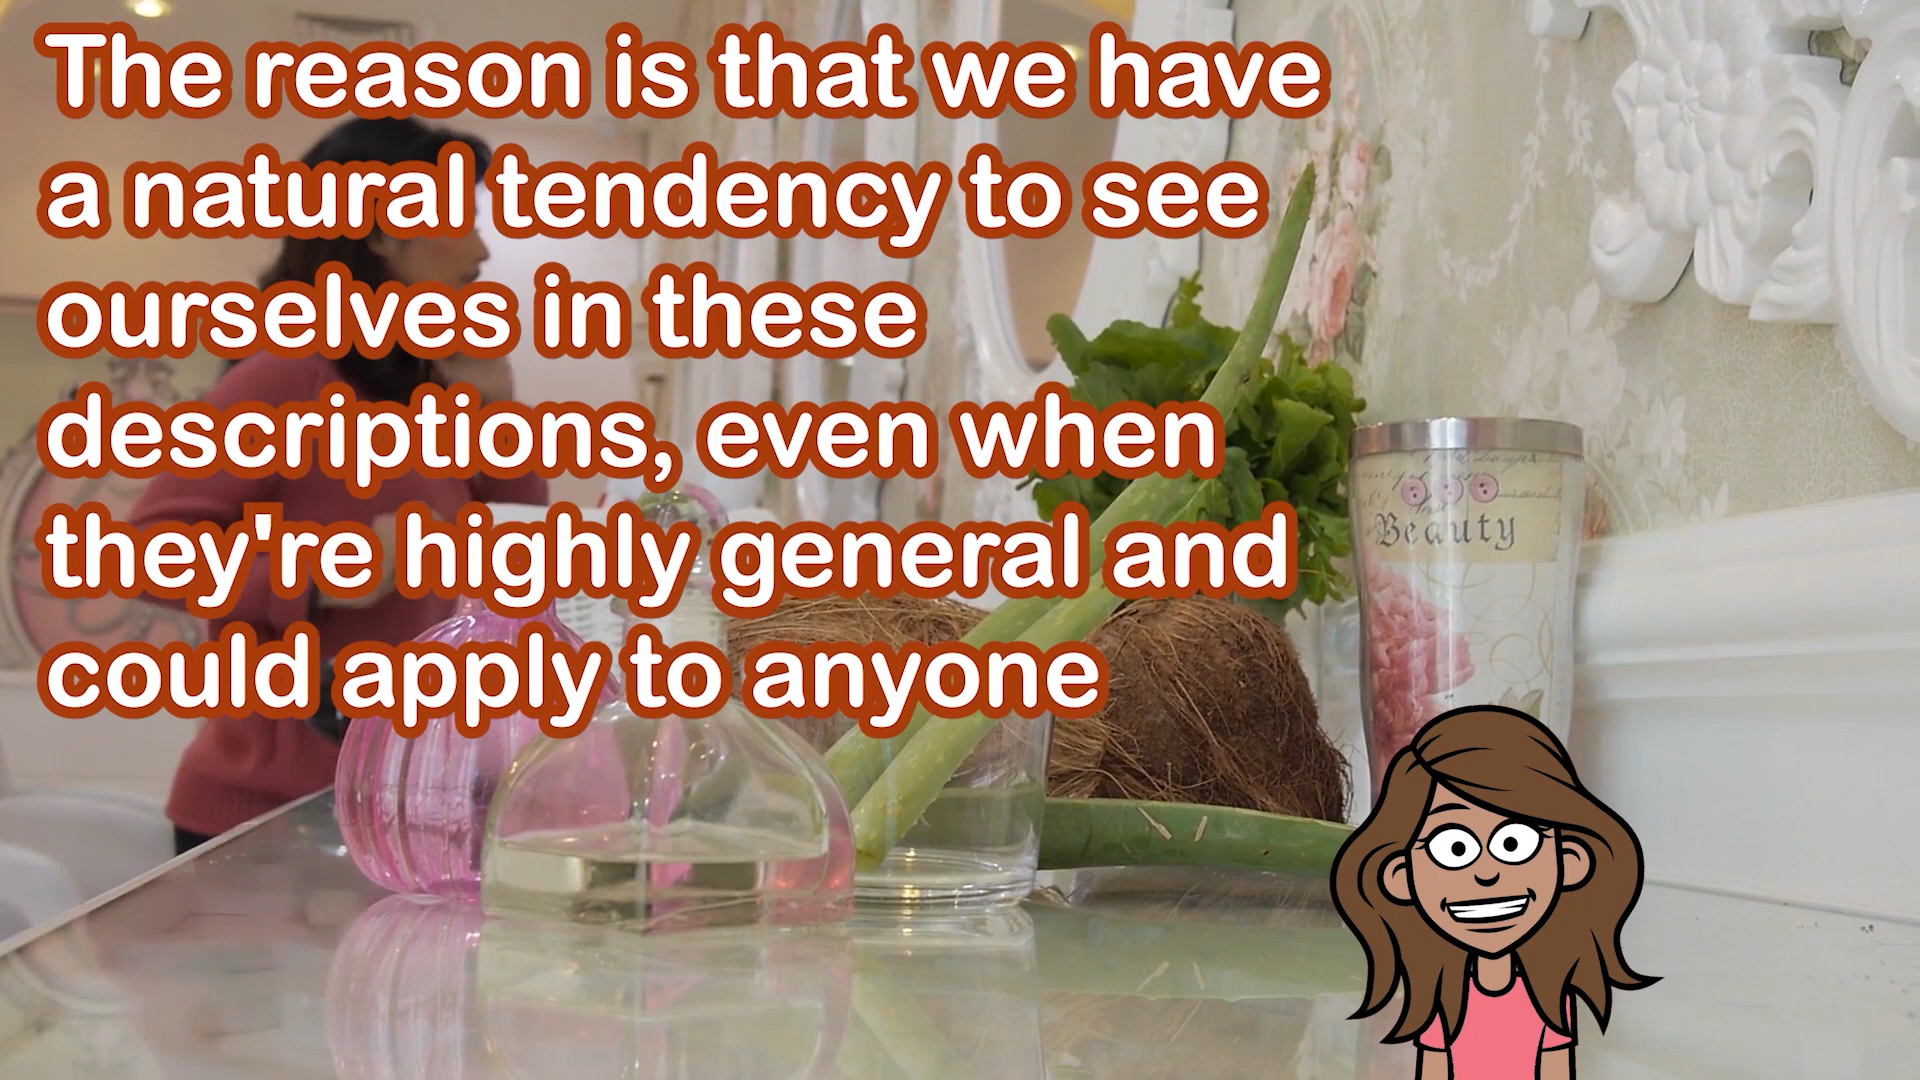 The reason is that we have
a natural tendency to see
ourselves in these
descriptions, even when
they're highly general and
could apply to anyone
Beauty